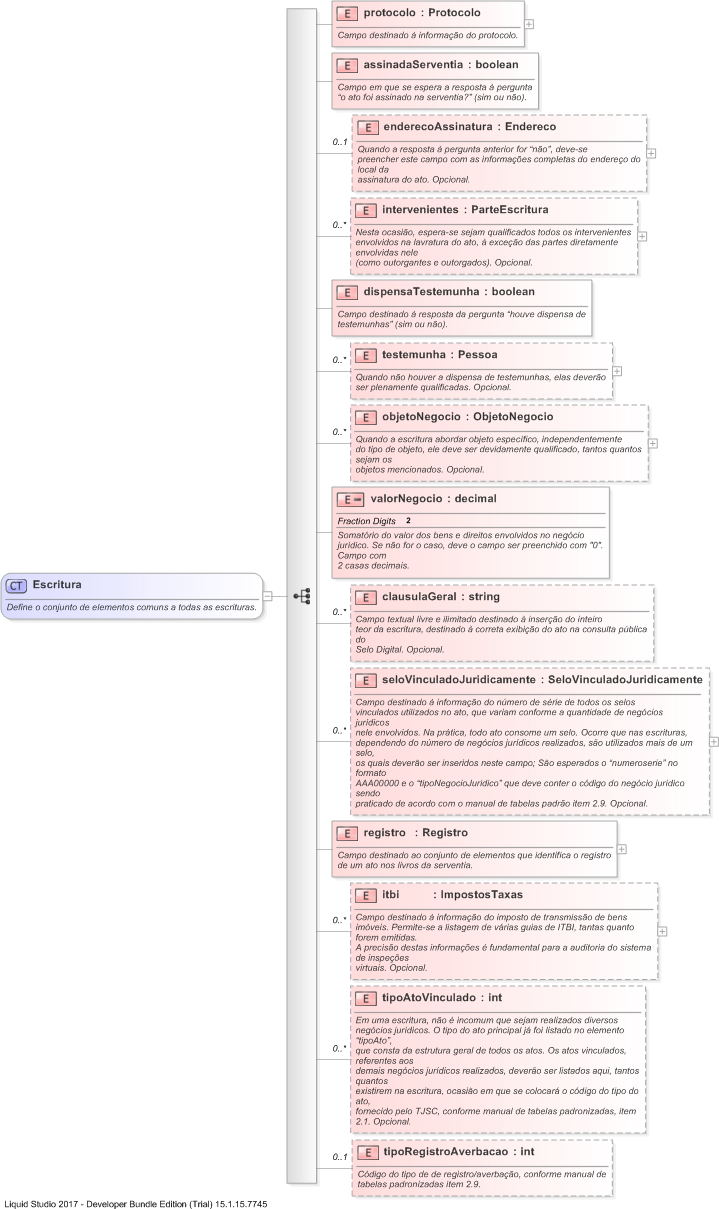 E protocolo : Protocolo
Campo destinado à informação do protocolo.
E assinadaServentia : boolean
Campo em que se espera a resposta à pergunta
"o ato foi assinado na serventia?" (sim ou não).
0..1
E enderecoAssinatura : Endereco
Quando a resposta à pergunta anterior for "não", deve-se
preencher este campo com as informações completas do endereço do
local da
assinatura do ato. Opcional.
0..*
E intervenientes : ParteEscritura
Nesta ocasião, espera-se sejam qualificados todos os intervenientes
envolvidos na lavratura do ato, à exceção das partes diretamente
envolvidas nele
(como outorgantes e outorgados). Opcional.
E dispensaTestemunha : boolean
Campo destinado à resposta da pergunta "houve dispensa de
testemunhas" (sim ou não).
0..*
E testemunha : Pessoa
Quando não houver a dispensa de testemunhas, elas deverão
ser plenamente qualificadas. Opcional.
0..*
E objetoNegocio : ObjetoNegocio
Quando a escritura abordar objeto específico, independentemente
do tipo de objeto, ele deve ser devidamente qualificado, tantos quantos
sejam os
objetos mencionados. Opcional.
E valorNegocio : decimal
Fraction Digits 2
Somatório do valor dos bens e direitos envolvidos no negócio
jurídico. Se não for o caso, deve o campo ser preenchido com "0".
Campo com
2 casas decimais.
CT Escritura
Define o conjunto de elementos comuns a todas as escrituras.
0..*
E clausulaGeral : string
Campo textual livre e ilimitado destinado à inserção do inteiro
teor da escritura, destinado à correta exibição do ato na consulta pública
do
Selo Digital. Opcional.
0..*
E seloVinculadoJuridicamente : SeloVinculadoJuridicamente
Campo destinado à informação do número de série de todos os selos
vinculados utilizados no ato, que variam conforme a quantidade de negócios
jurídicos
nele envolvidos. Na prática, todo ato consome um selo. Ocorre que nas escrituras,
dependendo do número de negócios jurídicos realizados, são utilizados mais de um
selo,
os quais deverão ser inseridos neste campo; São esperados o "numeroserie" no
formato
AAA00000 e o "tipoNegocioJuridico" que deve conter o código do negócio jurídico
sendo
praticado de acordo com o manual de tabelas padrão item 2.9. Opcional.
E registro : Registro
Campo destinado ao conjunto de elementos que identifica o registro
de um ato nos livros da serventia.
0..*
E itbi : ImpostosTaxas
Campo destinado à informação do imposto de transmissão de bens
imóveis. Permite-se a listagem de várias guias de ITBI, tantas quanto
forem emitidas.
A precisão destas informações é fundamental para a auditoria do sistema
de inspeções
virtuais. Opcional.
0..*
E tipoAtoVinculado : int
Em uma escritura, não é incomum que sejam realizados diversos
negócios jurídicos. O tipo do ato principal já foi listado no elemento
"tipoAto",
que consta da estrutura geral de todos os atos. Os atos vinculados,
referentes aos
demais negócios jurídicos realizados, deverão ser listados aqui, tantos
quantos
existirem na escritura, ocasião em que se colocará o código do tipo do
ato,
fornecido pelo TJSC, conforme manual de tabelas padronizadas, item
2.1. Opcional.
0..1
E tipoRegistroAverbacao : int
Código do tipo de de registro/averbação, conforme manual de
tabelas padronizadas item 2.9.
Liquid Studio 2017 - Developer Bundle Edition (Trial) 15.1.15.7745